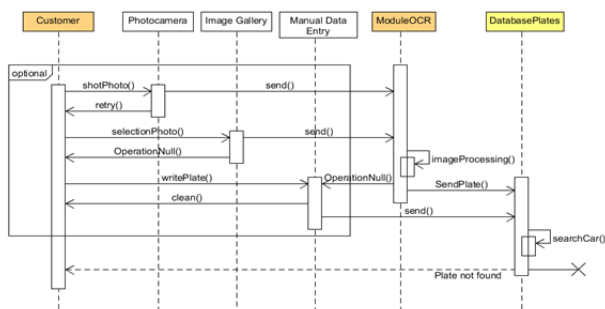 Customer
Photocamera
Image Gallery
Manual Data
Entry
ModuleOCR
DatabasePlates
optional
shotPhoto()
send()
retry()
selectionPhoto()
send()
OperationNull()
imageProcessing()
writePlate()
OperationNull()
SendPlate()
clean()
send()
searchCar()
Plate not found